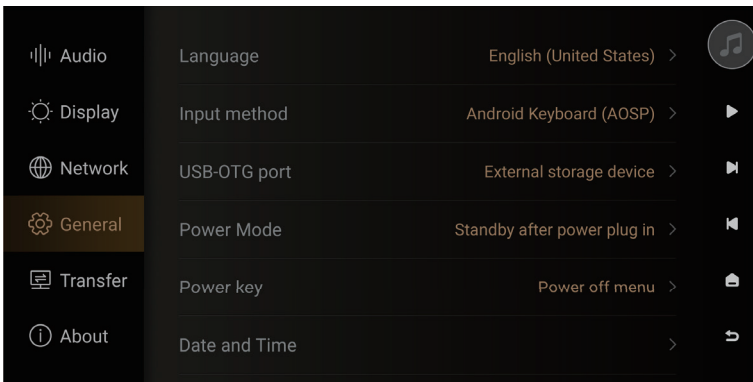 Audio
Display
Network
General
Transfer
About
Language English (United States)
Input method Android Keyboard (AOSP)
USB-OTG port External storage device
Power Mode Standby after power plug in
Power key Power off menu
Date and Time